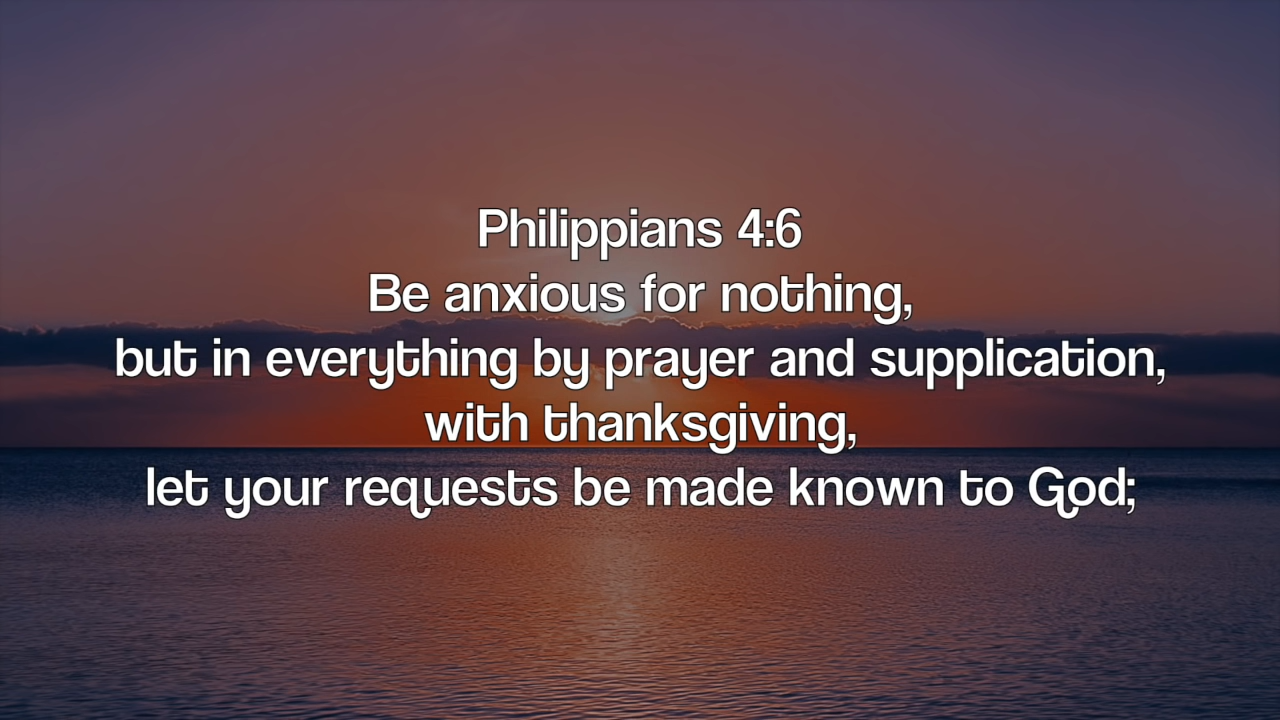 Philippians 4:6
Be anxious for nothing,
but in everything by prayer and supplication,
with thanksgiving,
let your requests be made known to God;